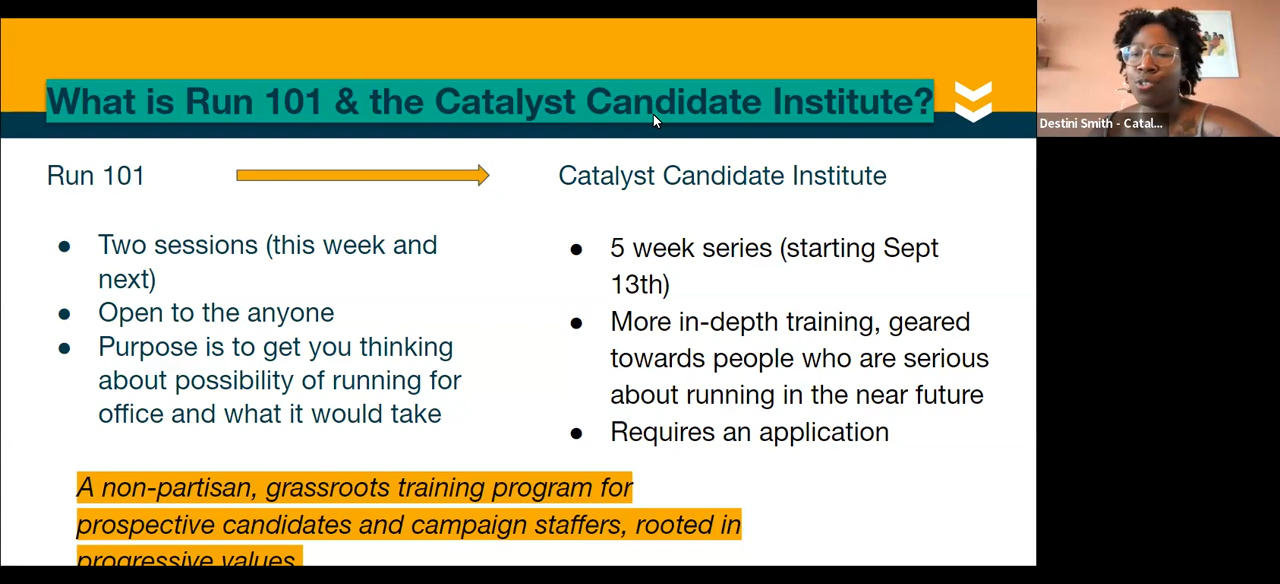 What is Run 101 & the Catalyst Candidate Institute?
Run 101
Two sessions (this week and
next)
Open to the anyone
Purpose is to get you thinking
about possibility of running for
office and what it would take
Catalyst Candidate Institute
5 week series (starting Sept
13th)
More in-depth training, geared
towards people who are serious
about running in the near future
Requires an application
A non-partisan, grassroots training program for
prospective candidates and campaign staffers, rooted in
progressive values.
Destini Smith - Catal...